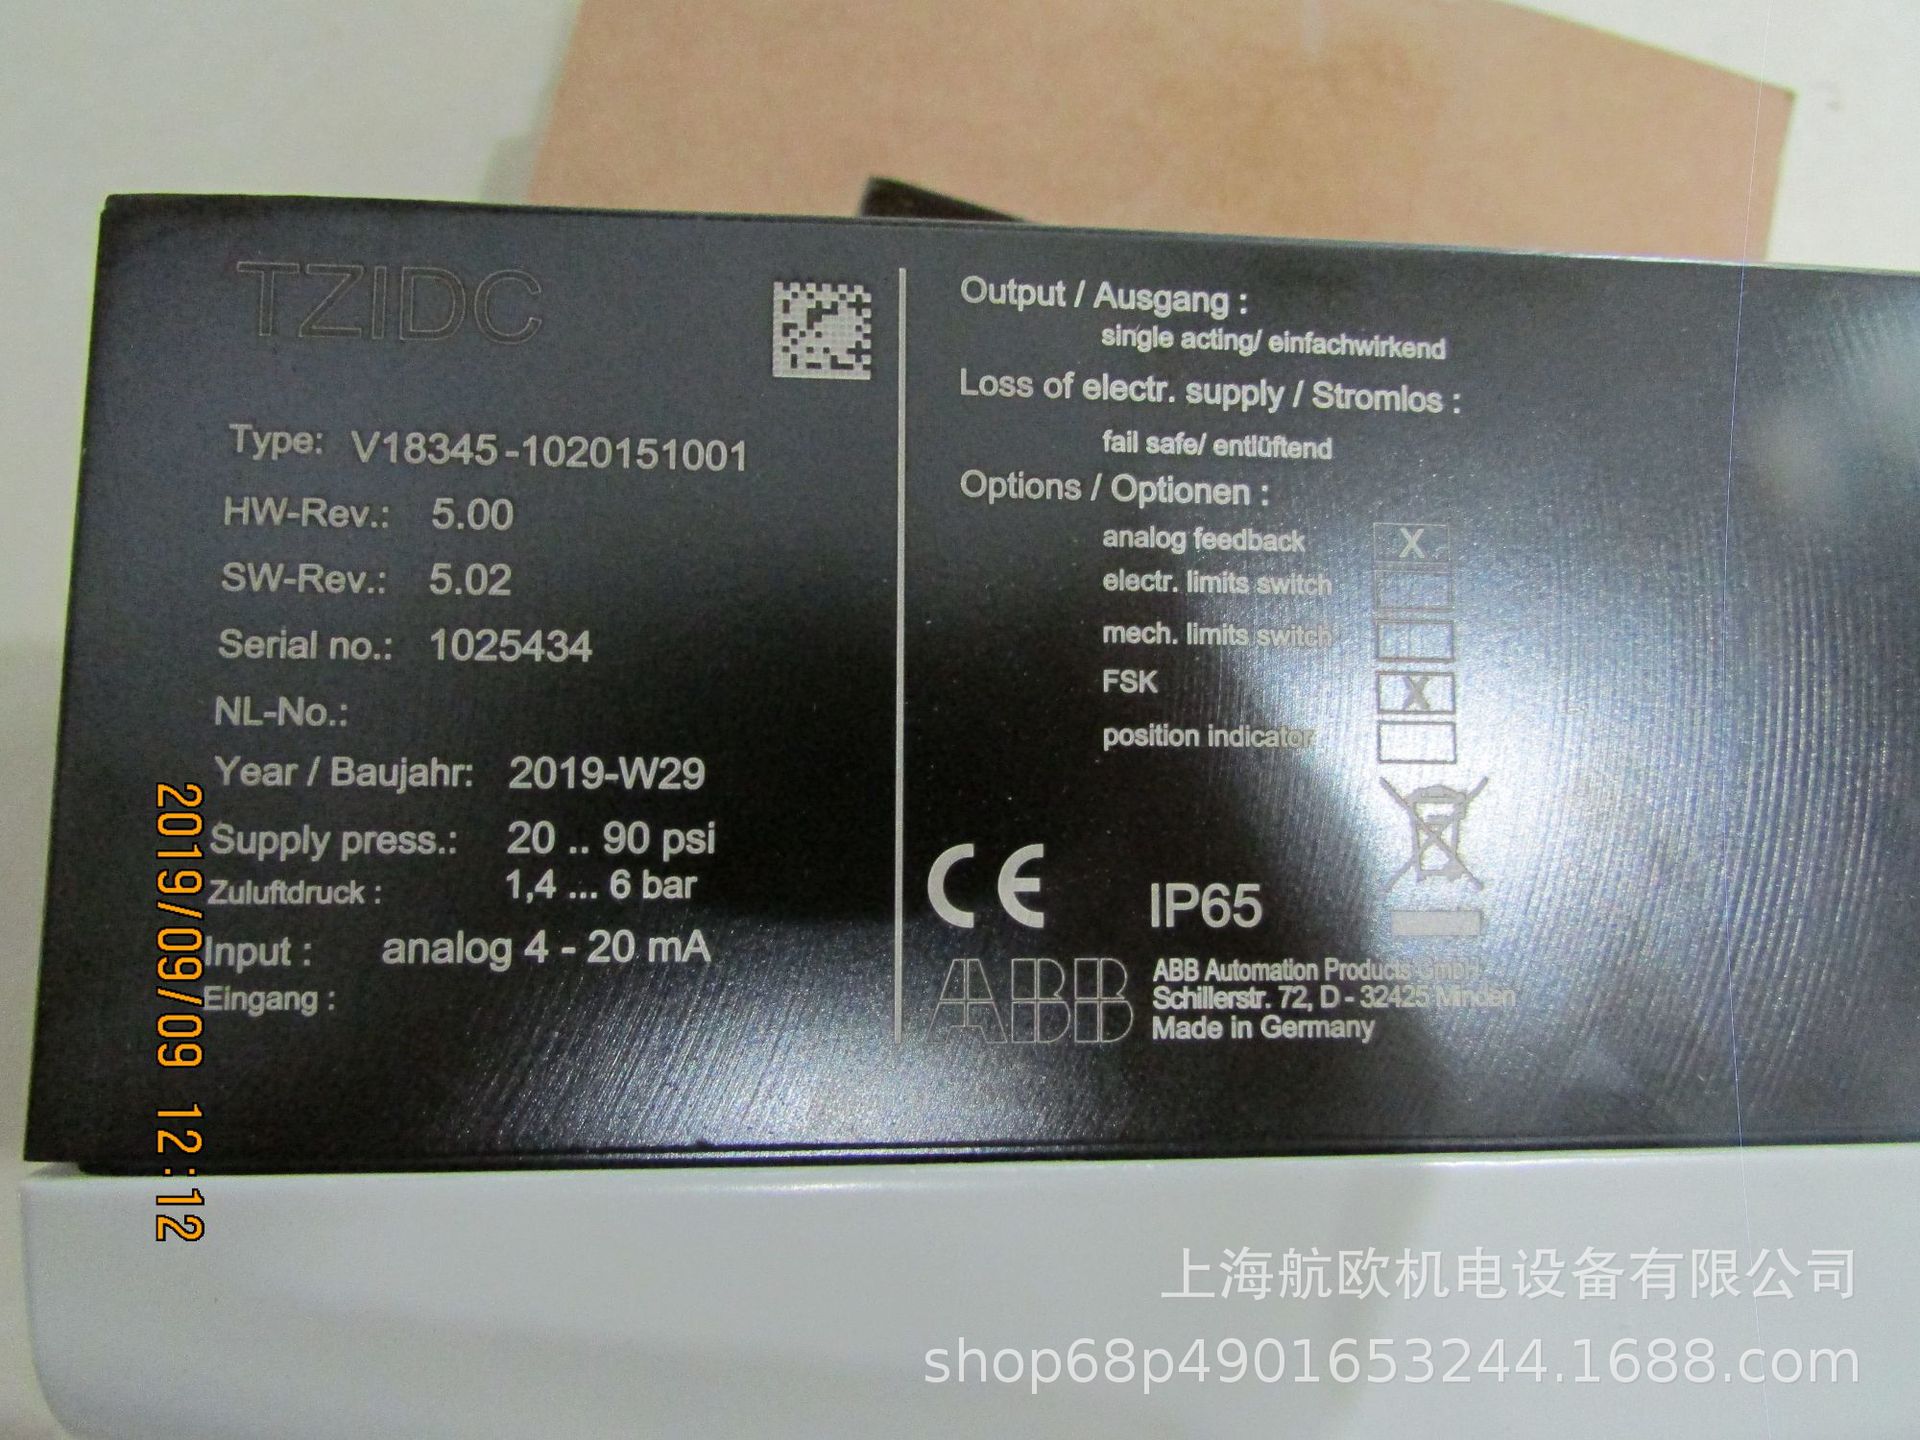 TZIDC
Type: V18345-1020151001
HW-Rev.: 5.00
SW-Rev.: 5.02
Serial no.: 1025434
NL-No.:
Year / Baujahr: 2019-W29
Supply press.: 20 .. 90 psi
Zuluftdruck : 1,4 ... 6 bar
Input : analog 4 - 20 mA
Eingang :
Output / Ausgang :
single acting/ einfachwirkend
Loss of electr. supply / Stromlos :
fail safe/ entlüftend
Options / Optionen :
analog feedback X
electr. limits switch
mech. limits switch
FSK X
position indicator
CE IP65
ABB
ABB Automation Products GmbH
Schillerstr. 72, D - 32425 Minden
Made in Germany
2019/09/09 12:12
上海航欧机电设备有限公司
shop68p4901653244.1688.com